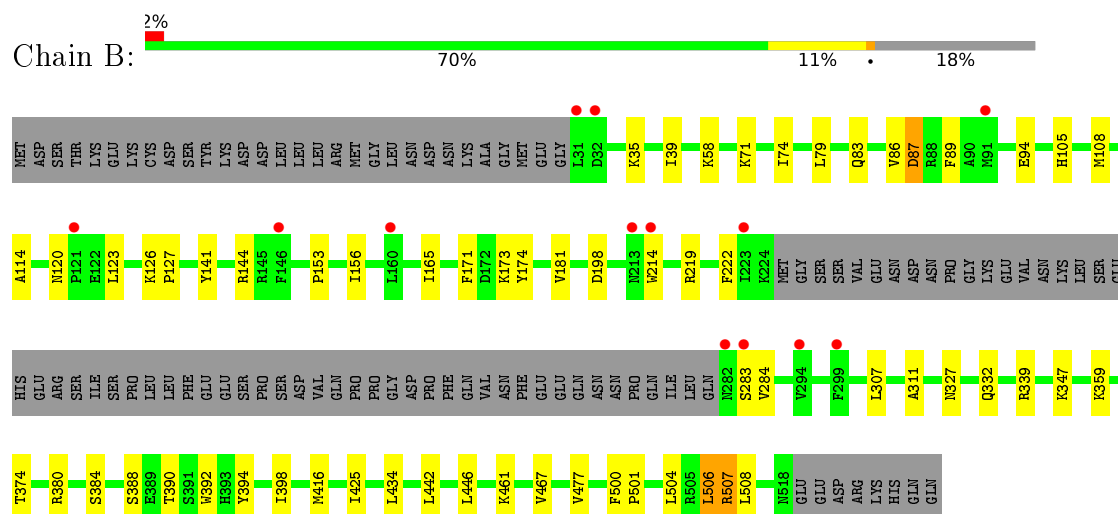 2%
Chain B:
70% 11% • 18%
MET ASP SER THR LYS GLU LYS CYS ASP SER TYR LYS ASP ASP LEU LEU LEU ARG MET GLY LEU ASN ASP ASN LYS ALA GLY MET GLU GLY L31 D32 K35 I39 K58 K71 I74 L79 Q83 V86 D87 R88 F89 A90 M91 E94 H105 M108
A114 N120 P121 E122 L123 K126 P127 Y141 R144 R145 F146 P153 I156 L160 I165 F171 D172 K173 Y174 V181 D198 N213 W214 R219 F222 I223 K224 MET GLY SER SER VAL GLU ASN ASP ASN PRO GLY LYS GLU VAL ASN LYS LEU SER GLU
HIS GLU ARG SER ILE SER PRO LEU LEU PHE GLU GLU SER PRO SER ASP VAL GLN PRO PRO GLY ASP PRO PHE GLN VAL ASN PHE GLU GLU GLN ASN ASN PRO GLN ILE LEU GLN N282 S283 V284 V294 F299 L307 A311 N327 Q332 R339 K347 K359
T374 R380 S384 S388 E389 T390 S391 W392 H393 Y394 I398 M416 I425 L434 L442 L446 K461 V467 V477 F500 P501 L504 R505 L506 R507 L508 N518 GLU GLU ASP ARG LYS HIS GLN GLN